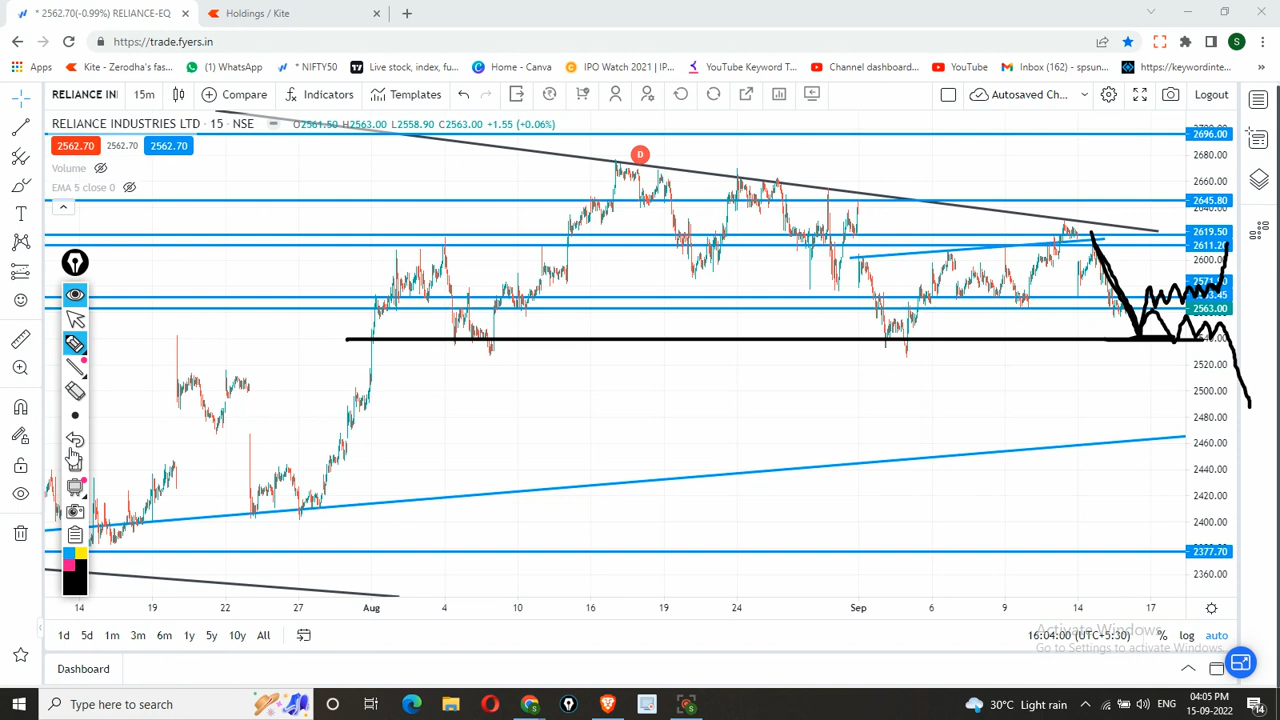 * 2562.70(-0.99%) RELIANCE-EQ
Holdings / Kite
https://trade.fyers.in
S
Apps
Kite - Zerodha's fas...
(1) WhatsApp
* NIFTY50
Live stock, index, fu...
Home - Canva
IPO Watch 2021 | IP...
YouTube Keyword T...
Channel dashboard...
YouTube
Inbox (162) - spsun...
https://keywordinte...
RELIANCE IN
15m
Compare
Indicators
Templates
Autosaved Ch...
Logout
RELIANCE INDUSTRIES LTD · 15 · NSE
O2561.50 H2563.00 L2558.90 C2563.00 +1.55 (+0.06%)
2562.70
2562.70
2562.70
Volume
EMA 5 close 0
D
2696.00
2680.00
2660.00
2645.80
2619.50
2600.00
2563.00
2520.00
2500.00
2480.00
2460.00
2440.00
2420.00
2400.00
2377.70
2360.00
14
19
22
27
Aug
4
10
16
19
24
Sep
6
9
14
17
1d
5d
1m
3m
6m
1y
5y
10y
All
16:04:00 (UTC+5:30)
%
log
auto
Activate Windows
Go to Settings to activate Windows.
Dashboard
Type here to search
30°C Light rain
ENG
04:05 PM
15-09-2022
14